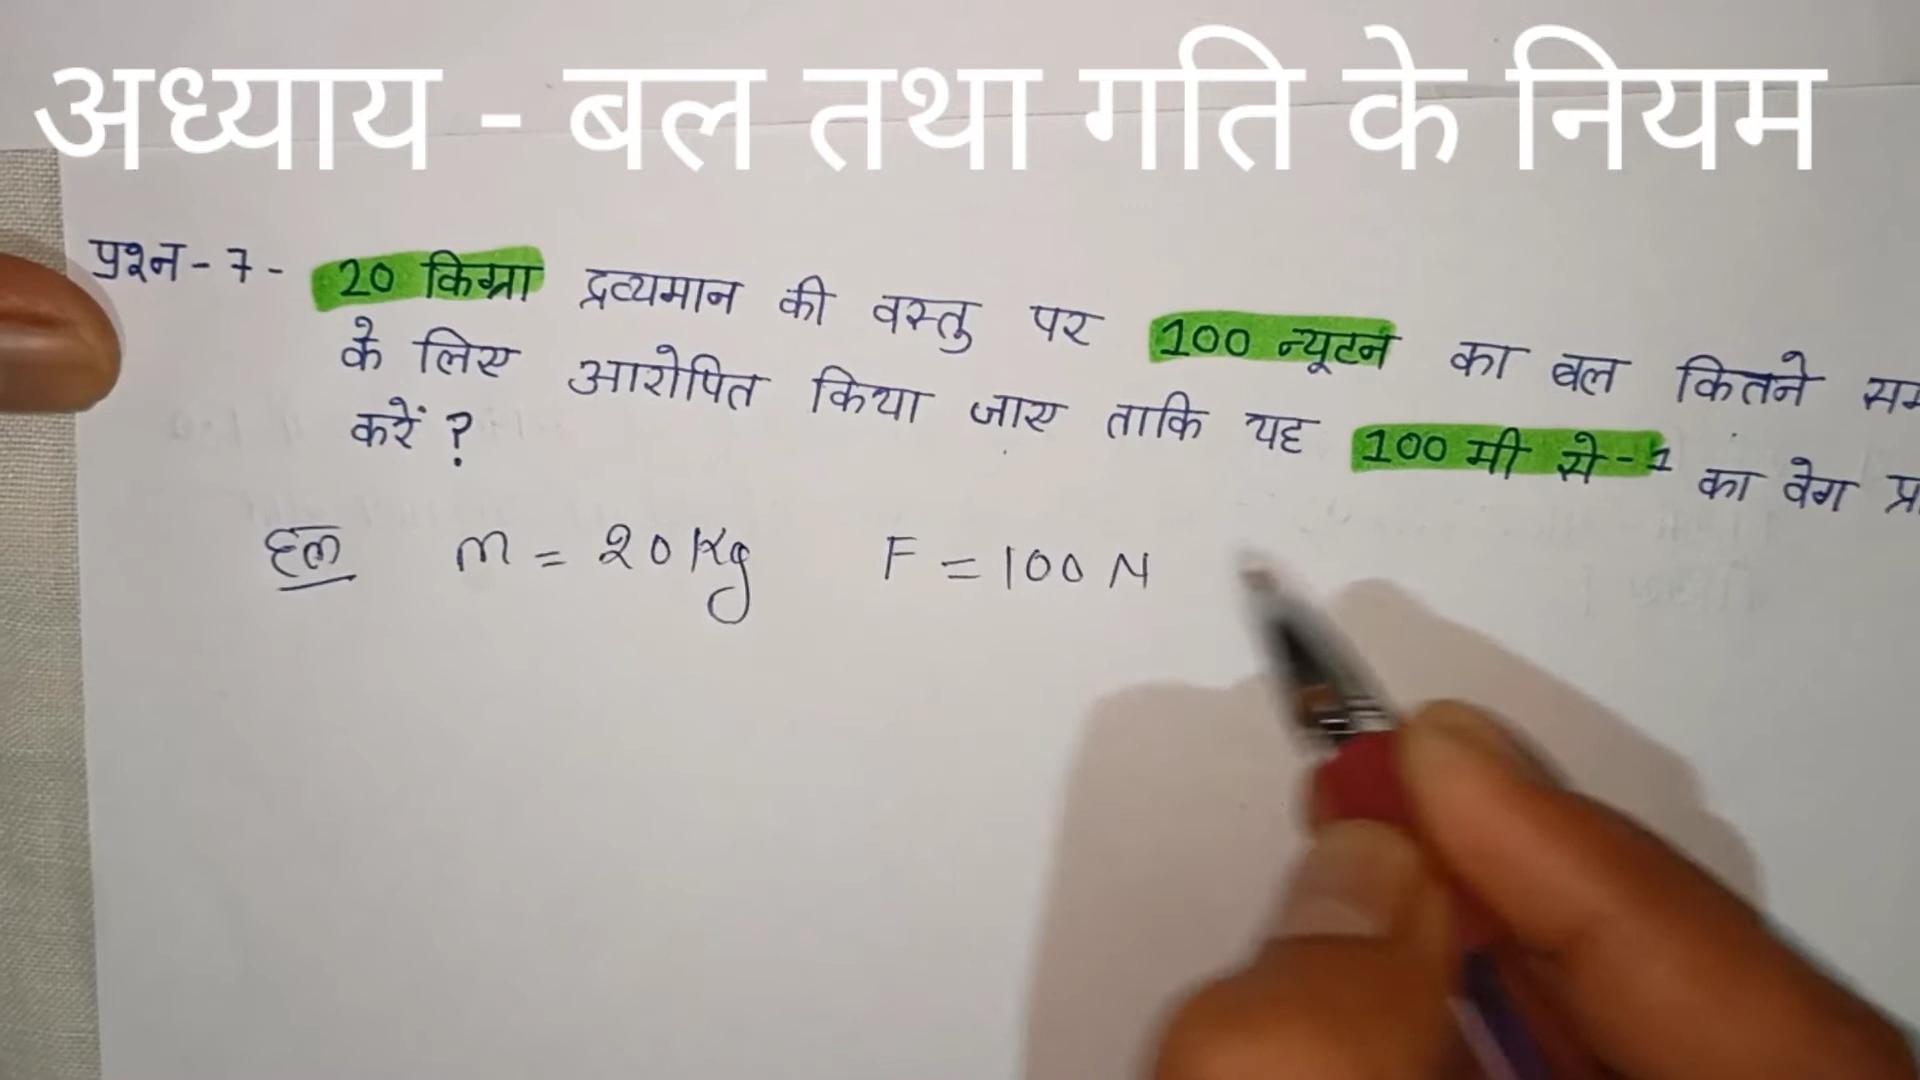 अध्याय - बल तथा गति के नियम
प्रश्न - 7 - 20 किग्रा द्रव्यमान की वस्तु पर 100 न्यूटन का बल कितने
के लिए आरोपित किया जाए ताकि यह 100 मी से-1 का वेग
करें ?
हल m = 20 Kg F = 100 N